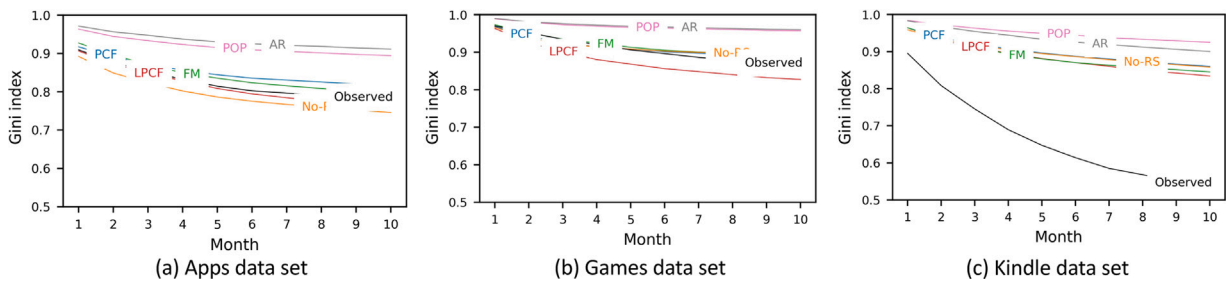 1.0
0.9
0.8
0.7
0.6
0.5
Gini index
PCF
LPCF
POP
FM
AR
Observed
1 2 3 4 5 6 7 8 9 10
Month
(a) Apps data set
1.0
0.9
0.8
0.7
0.6
0.5
Gini index
PCF
LPCF
FM
POP
AR
Observed
1 2 3 4 5 6 7 8 9 10
Month
(b) Games data set
1.0
0.9
0.8
0.7
0.6
0.5
Gini index
PCF
LPCF
FM
POP
AR
No-RS
Observed
1 2 3 4 5 6 7 8 9 10
Month
(c) Kindle data set